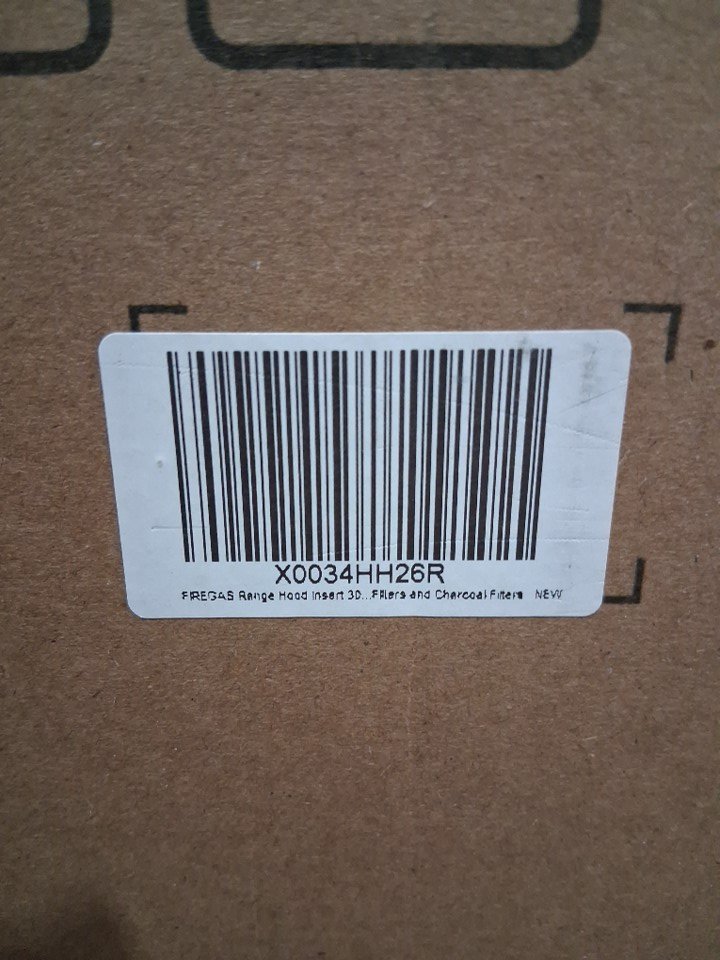 X0034HH26R
FIREGAS Range Hood Insert 30...Filters and Charcoal Filters NEW